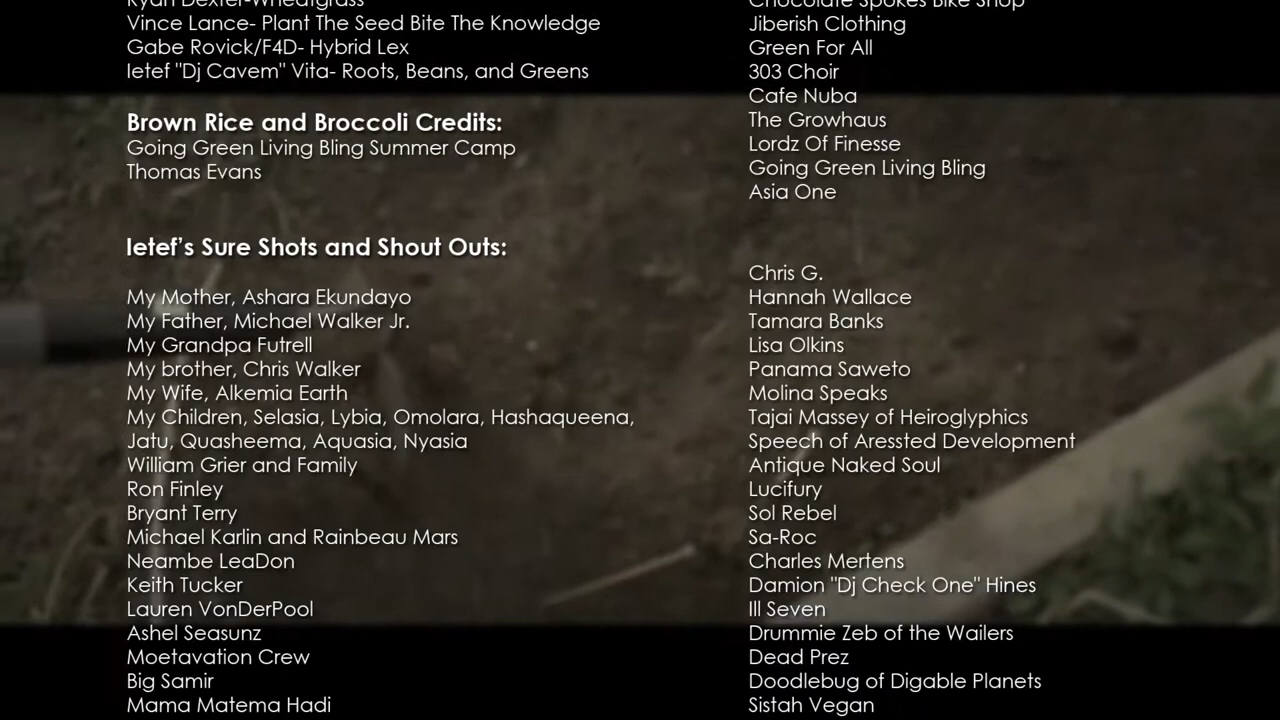 Ryan Dexter-Wheatgrass
Vince Lance- Plant The Seed Bite The Knowledge
Gabe Rovick/F4D- Hybrid Lex
Ietef "Dj Cavem" Vita- Roots, Beans, and Greens
Brown Rice and Broccoli Credits:
Going Green Living Bling Summer Camp
Thomas Evans
Ietef's Sure Shots and Shout Outs:
My Mother, Ashara Ekundayo
My Father, Michael Walker Jr.
My Grandpa Futrell
My brother, Chris Walker
My Wife, Alkemia Earth
My Children, Selasia, Lybia, Omolara, Hashaqueena,
Jatu, Quasheema, Aquasia, Nyasia
William Grier and Family
Ron Finley
Bryant Terry
Michael Karlin and Rainbeau Mars
Neambe LeaDon
Keith Tucker
Lauren VonDerPool
Ashel Seasunz
Moetavation Crew
Big Samir
Mama Matema Hadi
Chocolate Spokes Bike Shop
Jiberish Clothing
Green For All
303 Choir
Cafe Nuba
The Growhaus
Lordz Of Finesse
Going Green Living Bling
Asia One
Chris G.
Hannah Wallace
Tamara Banks
Lisa Olkins
Panama Saweto
Molina Speaks
Tajai Massey of Heiroglyphics
Speech of Aressted Development
Antique Naked Soul
Lucifury
Sol Rebel
Sa-Roc
Charles Mertens
Damion "Dj Check One" Hines
Ill Seven
Drummie Zeb of the Wailers
Dead Prez
Doodlebug of Digable Planets
Sistah Vegan